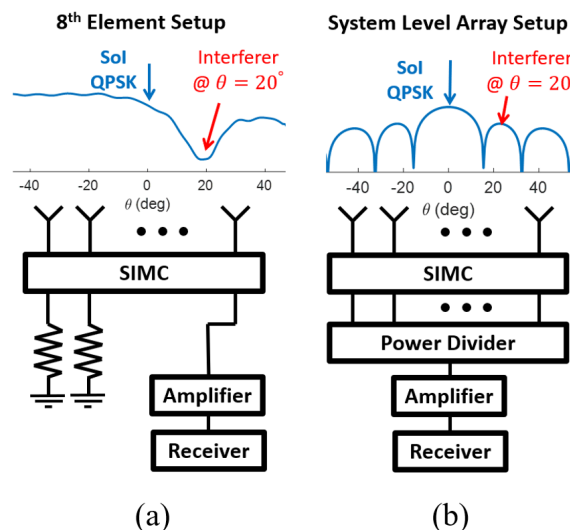 8th Element Setup
SoI
QPSK
Interferer
@ θ = 20°
-40 -20 0 20 40
θ (deg)
SIMC
Amplifier
Receiver
(a)
System Level Array Setup
SoI
QPSK
Interferer
@ θ = 20
-40 -20 0 20 40
θ (deg)
SIMC
Power Divider
Amplifier
Receiver
(b)